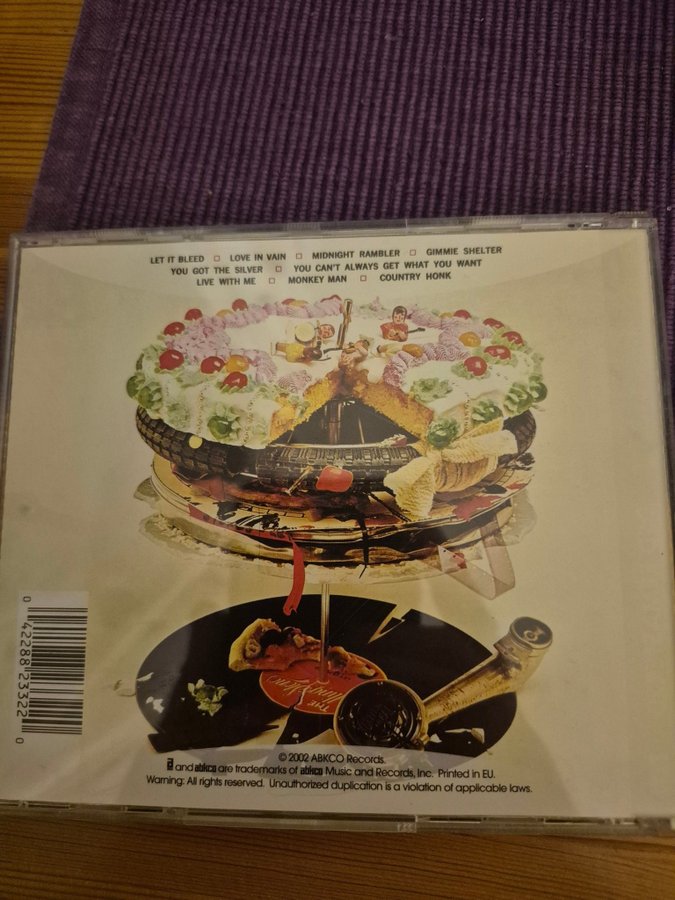 LET IT BLEED □ LOVE IN VAIN □ MIDNIGHT RAMBLER □ GIMMIE SHELTER
YOU GOT THE SILVER □ YOU CAN'T ALWAYS GET WHAT YOU WANT
LIVE WITH ME □ MONKEY MAN □ COUNTRY HONK
THE
0 42288 23322 0
© 2002 ABKCO Records.
a and abkco are trademarks of abkco Music and Records, Inc. Printed in EU.
Warning: All rights reserved. Unauthorized duplication is a violation of applicable laws.